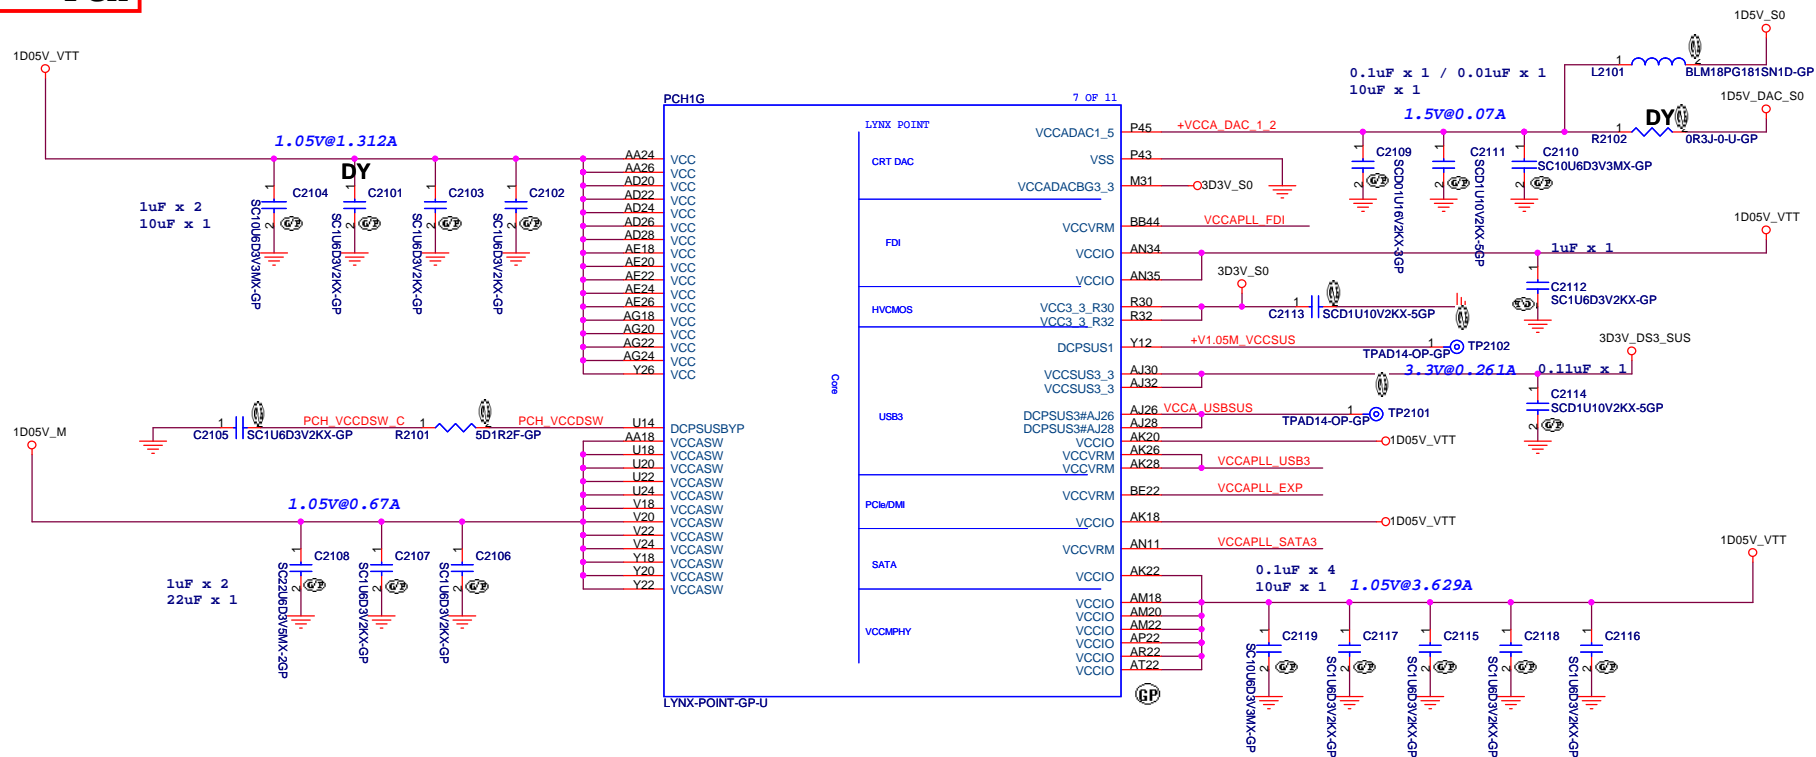 1D05V_VTT
1.05V@1.312A
DY
1uF x 2
10uF x 1
C2104
SC10U6D3V3MX-GP
C2101
SC1U6D3V2KX-GP
C2103
SC1U6D3V2KX-GP
C2102
SC1U6D3V2KX-GP
PCH1G
7 OF 11
LYNX POINT
CRT DAC
FDI
HVCMOS
Core
USB3
PCIe/DMI
SATA
VCCMPHY
AA24 VCC
AA26 VCC
AD20 VCC
AD22 VCC
AD24 VCC
AD26 VCC
AD28 VCC
AE18 VCC
AE20 VCC
AE22 VCC
AE24 VCC
AE26 VCC
AG18 VCC
AG20 VCC
AG22 VCC
AG24 VCC
Y26 VCC
U14 DCPSUSBYP
AA18 VCCASW
U18 VCCASW
U20 VCCASW
U22 VCCASW
U24 VCCASW
V18 VCCASW
V20 VCCASW
V22 VCCASW
V24 VCCASW
Y18 VCCASW
Y20 VCCASW
Y22 VCCASW
C2105 SC1U6D3V2KX-GP
PCH_VCCDSW_C
R2101 5D1R2F-GP
PCH_VCCDSW
1D05V_M
1.05V@0.67A
1uF x 2
22uF x 1
C2108
SC22U6D3V5MX-2GP
C2107
SC1U6D3V2KX-GP
C2106
SC1U6D3V2KX-GP
LYNX-POINT-GP-U
GP
VCCADAC1_5 P45 +VCCA_DAC_1_2
VSS P43
VCCADACBG3_3 M31 3D3V_S0
VCCVRM BB44 VCCAPLL_FDI
VCCIO AN34
VCCIO AN35
VCC3_3_R30 R30
VCC3_3_R32 R32
DCPSUS1 Y12 +V1.05M_VCCSUS
VCCSUS3_3 AJ30
VCCSUS3_3 AJ32
DCPSUS3#AJ26 AJ26 VCCA_USBSUS
DCPSUS3#AJ28 AJ28
VCCIO AK20 1D05V_VTT
VCCVRM AK26
VCCVRM AK28 VCCAPLL_USB3
VCCVRM BE22 VCCAPLL_EXP
VCCIO AK18 1D05V_VTT
VCCVRM AN11 VCCAPLL_SATA3
VCCIO AK22
VCCIO AM18
VCCIO AM20
VCCIO AM22
VCCIO AP22
VCCIO AR22
VCCIO AT22
0.1uF x 1 / 0.01uF x 1
10uF x 1
1.5V@0.07A
1D5V_S0
L2101 BLM18PG181SN1D-GP
1D5V_DAC_S0
DY
R2102 0R3J-0-U-GP
C2109
SCD01U16V2KX-3GP
C2111
SCD1U10V2KX-5GP
C2110
SC10U6D3V3MX-GP
1D05V_VTT
1uF x 1
C2112
SC1U6D3V2KX-GP
3D3V_S0
C2113 SCD1U10V2KX-5GP
TP2102
TPAD14-OP-GP
3D3V_DS3_SUS
3.3V@0.261A
0.11uF x 1
C2114
SCD1U10V2KX-5GP
TP2101
TPAD14-OP-GP
1D05V_VTT
0.1uF x 4
10uF x 1
1.05V@3.629A
C2119
SC10U6D3V3MX-GP
C2117
SC1U6D3V2KX-GP
C2115
SC1U6D3V2KX-GP
C2118
SC1U6D3V2KX-GP
C2116
SC1U6D3V2KX-GP